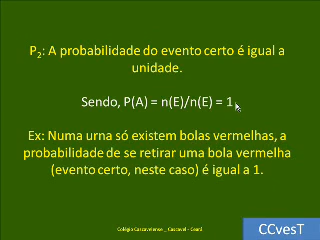 P₂: A probabilidade do evento certo é igual a
unidade.
Sendo, P(A) = n(E)/n(E) = 1.
Ex: Numa urna só existem bolas vermelhas, a
probabilidade de se retirar uma bola vermelha
(evento certo, neste caso) é igual a 1.
Colégio Cascavelense _ Cascavel - Ceará
CCvesT